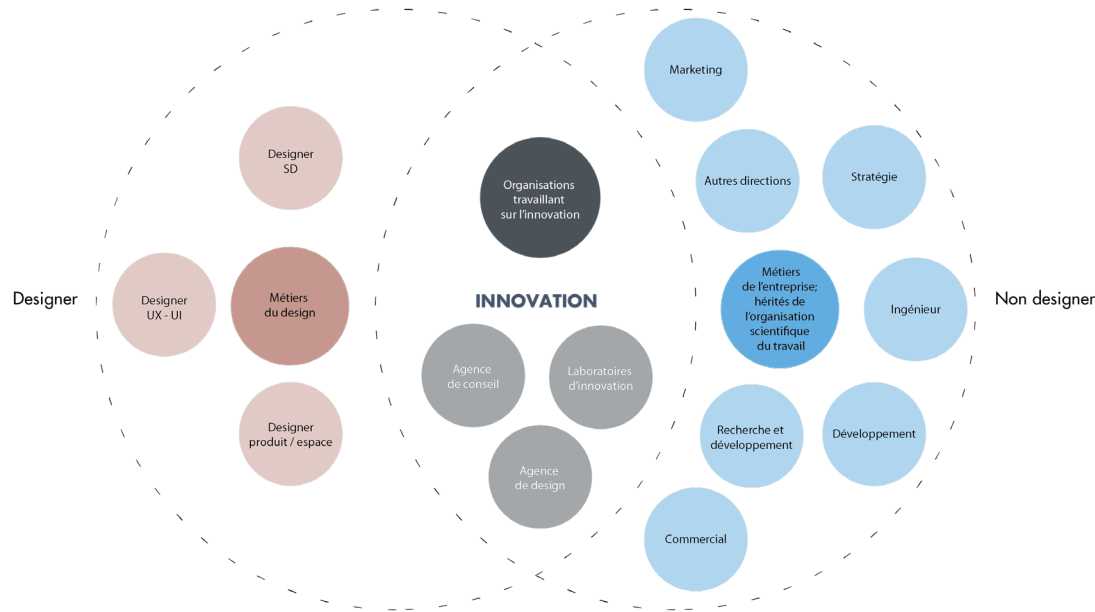 Designer
Designer
SD
Designer
UX - UI
Métiers
du design
Designer
produit / espace
Organisations
travaillant
sur l'innovation
INNOVATION
Agence
de conseil
Laboratoires
d'innovation
Agence
de design
Marketing
Autres directions
Stratégie
Métiers
de l'entreprise;
hérités de
l'organisation
scientifique
du travail
Ingénieur
Recherche et
développement
Développement
Commercial
Non designer